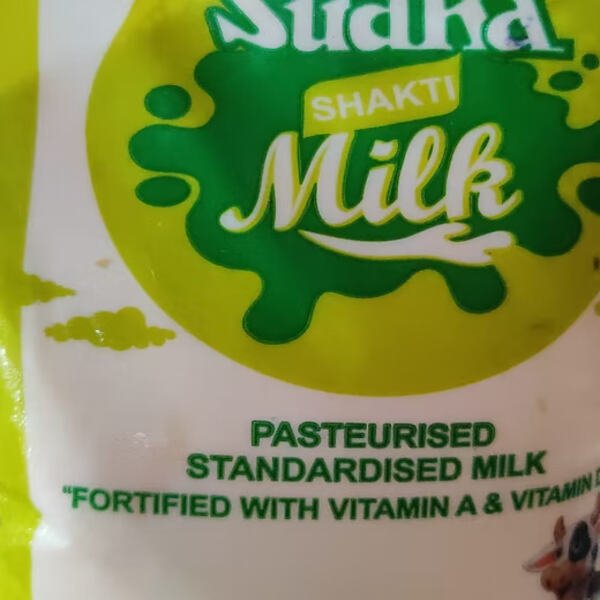 Sudha
SHAKTI
Milk
PASTEURISED
STANDARDISED MILK
"FORTIFIED WITH VITAMIN A & VITAMIN D